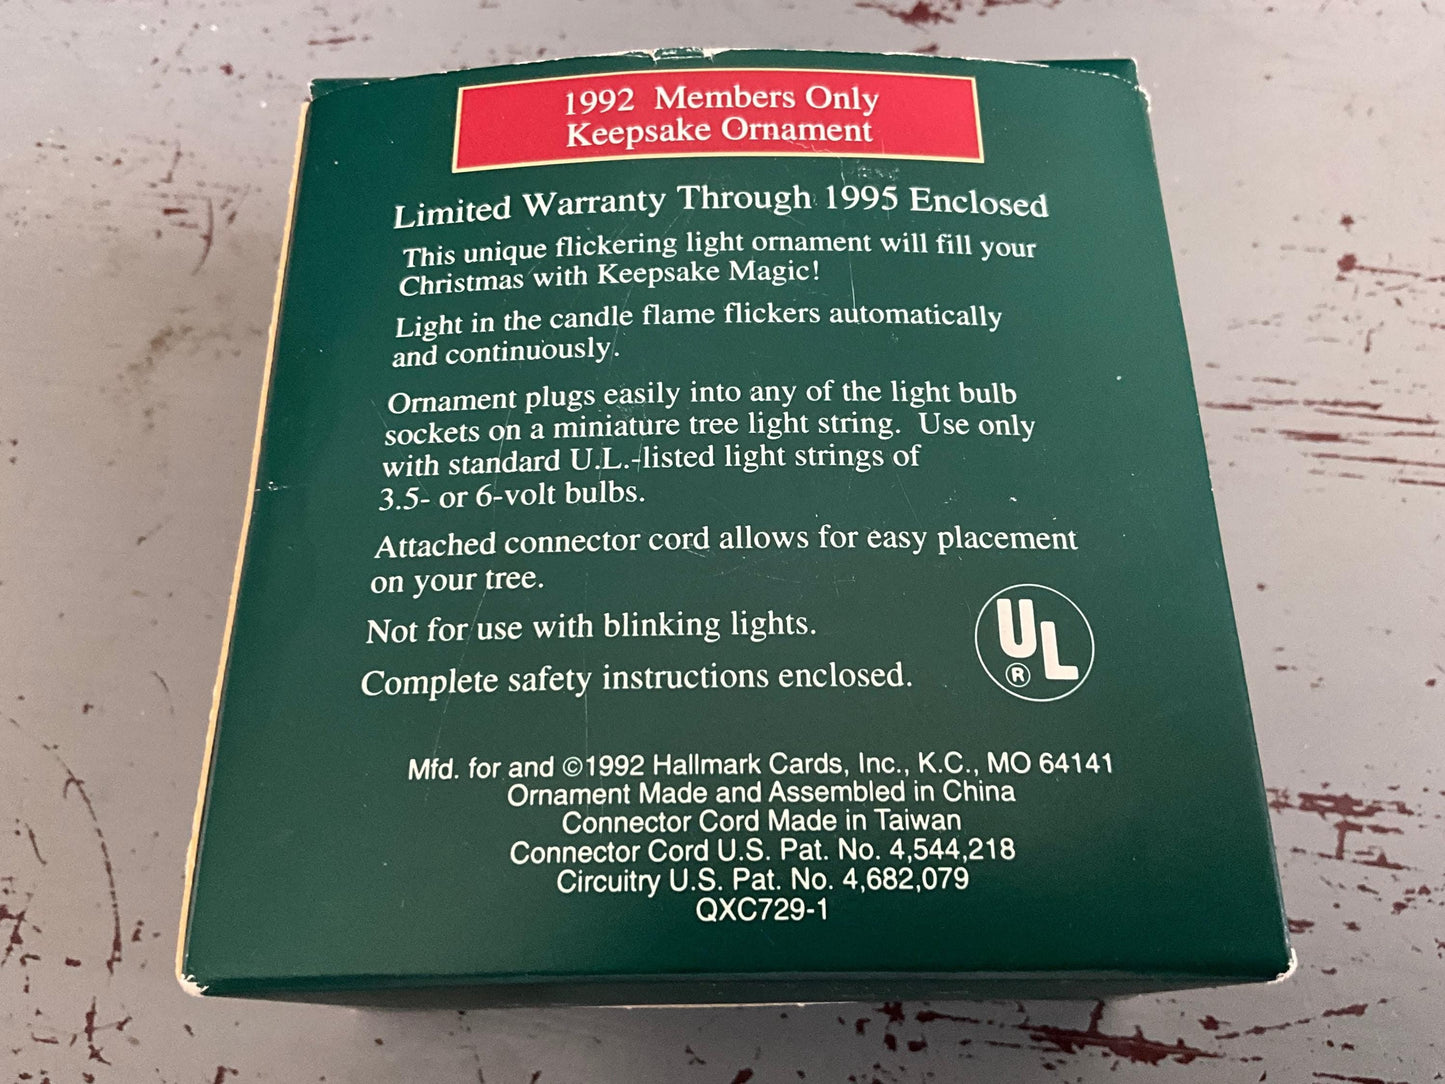 1992 Members Only
Keepsake Ornament
Limited Warranty Through 1995 Enclosed
This unique flickering light ornament will fill your
Christmas with Keepsake Magic!
Light in the candle flame flickers automatically
and continuously.
Ornament plugs easily into any of the light bulb
sockets on a miniature tree light string. Use only
with standard U.L.-listed light strings of
3.5- or 6-volt bulbs.
Attached connector cord allows for easy placement
on your tree.
Not for use with blinking lights.
Complete safety instructions enclosed.
UL
®
Mfd. for and ©1992 Hallmark Cards, Inc., K.C., MO 64141
Ornament Made and Assembled in China
Connector Cord Made in Taiwan
Connector Cord U.S. Pat. No. 4,544,218
Circuitry U.S. Pat. No. 4,682,079
QXC729-1